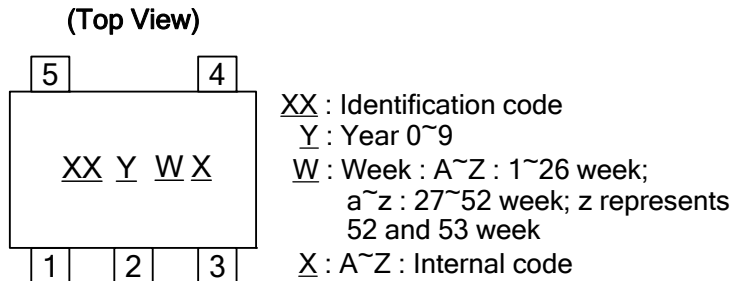 (Top View)
5 4
XX Y W X
1 2 3
XX : Identification code
Y : Year 0~9
W : Week : A~Z : 1~26 week;
a~z : 27~52 week; z represents
52 and 53 week
X : A~Z : Internal code